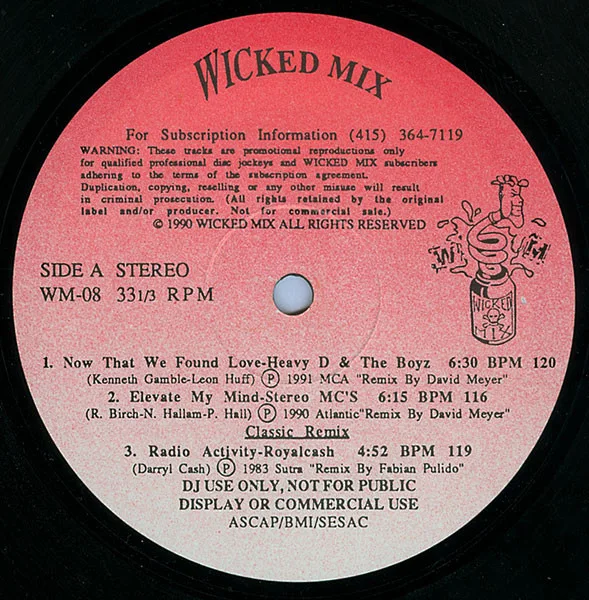 WICKED MIX
For Subscription Information (415) 364-7119
WARNING: These tracks are promotional reproductions only
for qualified professional disc jockeys and WICKED MIX subscribers
adhering to the terms of the subscription agreement.
Duplication, copying, reselling or any other misuse will result
in criminal prosecution. (All rights retained by the original
label and/or producer. Not for commercial sale.)
© 1990 WICKED MIX ALL RIGHTS RESERVED
SIDE A STEREO
WM-08 33 1/3 RPM
W M
WICKED
MIX
1. Now That We Found Love-Heavy D & The Boyz 6:30 BPM 120
(Kenneth Gamble-Leon Huff) Ⓟ 1991 MCA "Remix By David Meyer"
2. Elevate My Mind-Stereo MC'S 6:15 BPM 116
(R. Birch-N. Hallam-P. Hall) Ⓟ 1990 Atlantic"Remix By David Meyer"
Classic Remix
3. Radio Activity-Royalcash 4:52 BPM 119
(Darryl Cash) Ⓟ 1983 Sutra "Remix By Fabian Pulido"
DJ USE ONLY, NOT FOR PUBLIC
DISPLAY OR COMMERCIAL USE
ASCAP/BMI/SESAC